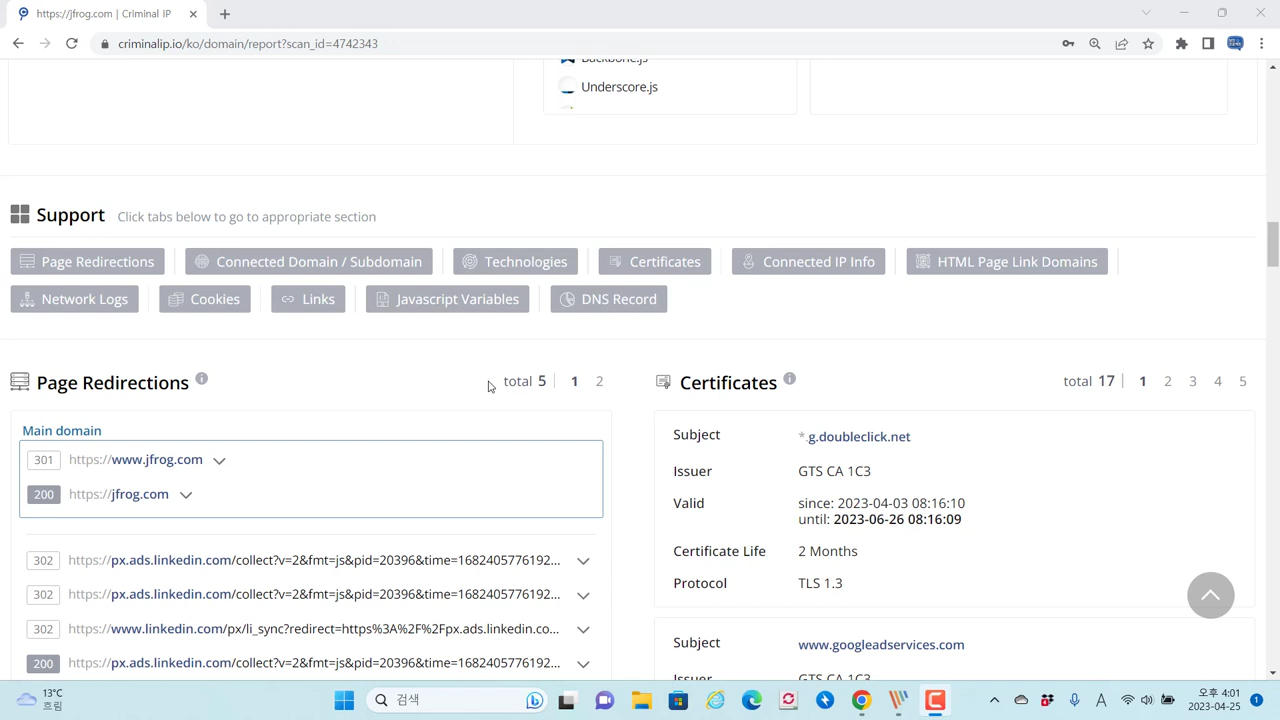 https://jfrog.com | Criminal IP
criminalip.io/ko/domain/report?scan_id=4742343
Backbone.js
Underscore.js
Support Click tabs below to go to appropriate section
Page Redirections Connected Domain / Subdomain Technologies Certificates Connected IP Info HTML Page Link Domains
Network Logs Cookies Links Javascript Variables DNS Record
Page Redirections total 5 1 2
Main domain
301 https://www.jfrog.com
200 https://jfrog.com
302 https://px.ads.linkedin.com/collect?v=2&fmt=js&pid=20396&time=1682405776192...
302 https://px.ads.linkedin.com/collect?v=2&fmt=js&pid=20396&time=1682405776192...
302 https://www.linkedin.com/px/li_sync?redirect=https%3A%2F%2Fpx.ads.linkedin.co...
200 https://px.ads.linkedin.com/collect?v=2&fmt=js&pid=20396&time=1682405776192...
Certificates total 17 1 2 3 4 5
Subject *.g.doubleclick.net
Issuer GTS CA 1C3
Valid since: 2023-04-03 08:16:10
until: 2023-06-26 08:16:09
Certificate Life 2 Months
Protocol TLS 1.3
Subject www.googleadservices.com
Issuer GTS CA 1C3
13°C
흐림
검색
A
오후 4:01
2023-04-25
1